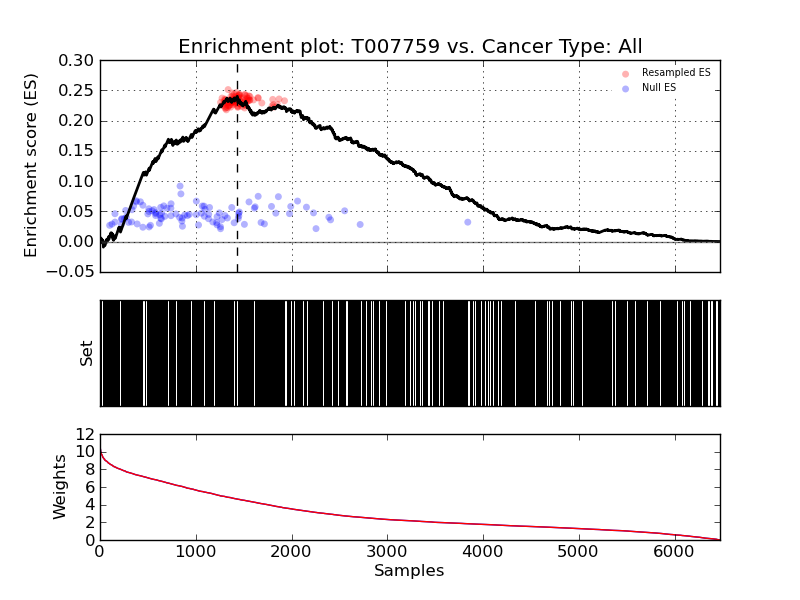 Enrichment plot: T007759 vs. Cancer Type: All
Enrichment score (ES)
0.30
0.25
0.20
0.15
0.10
0.05
0.00
−0.05
Resampled ES
Null ES
Set
Weights
12
10
8
6
4
2
0
0 1000 2000 3000 4000 5000 6000
Samples